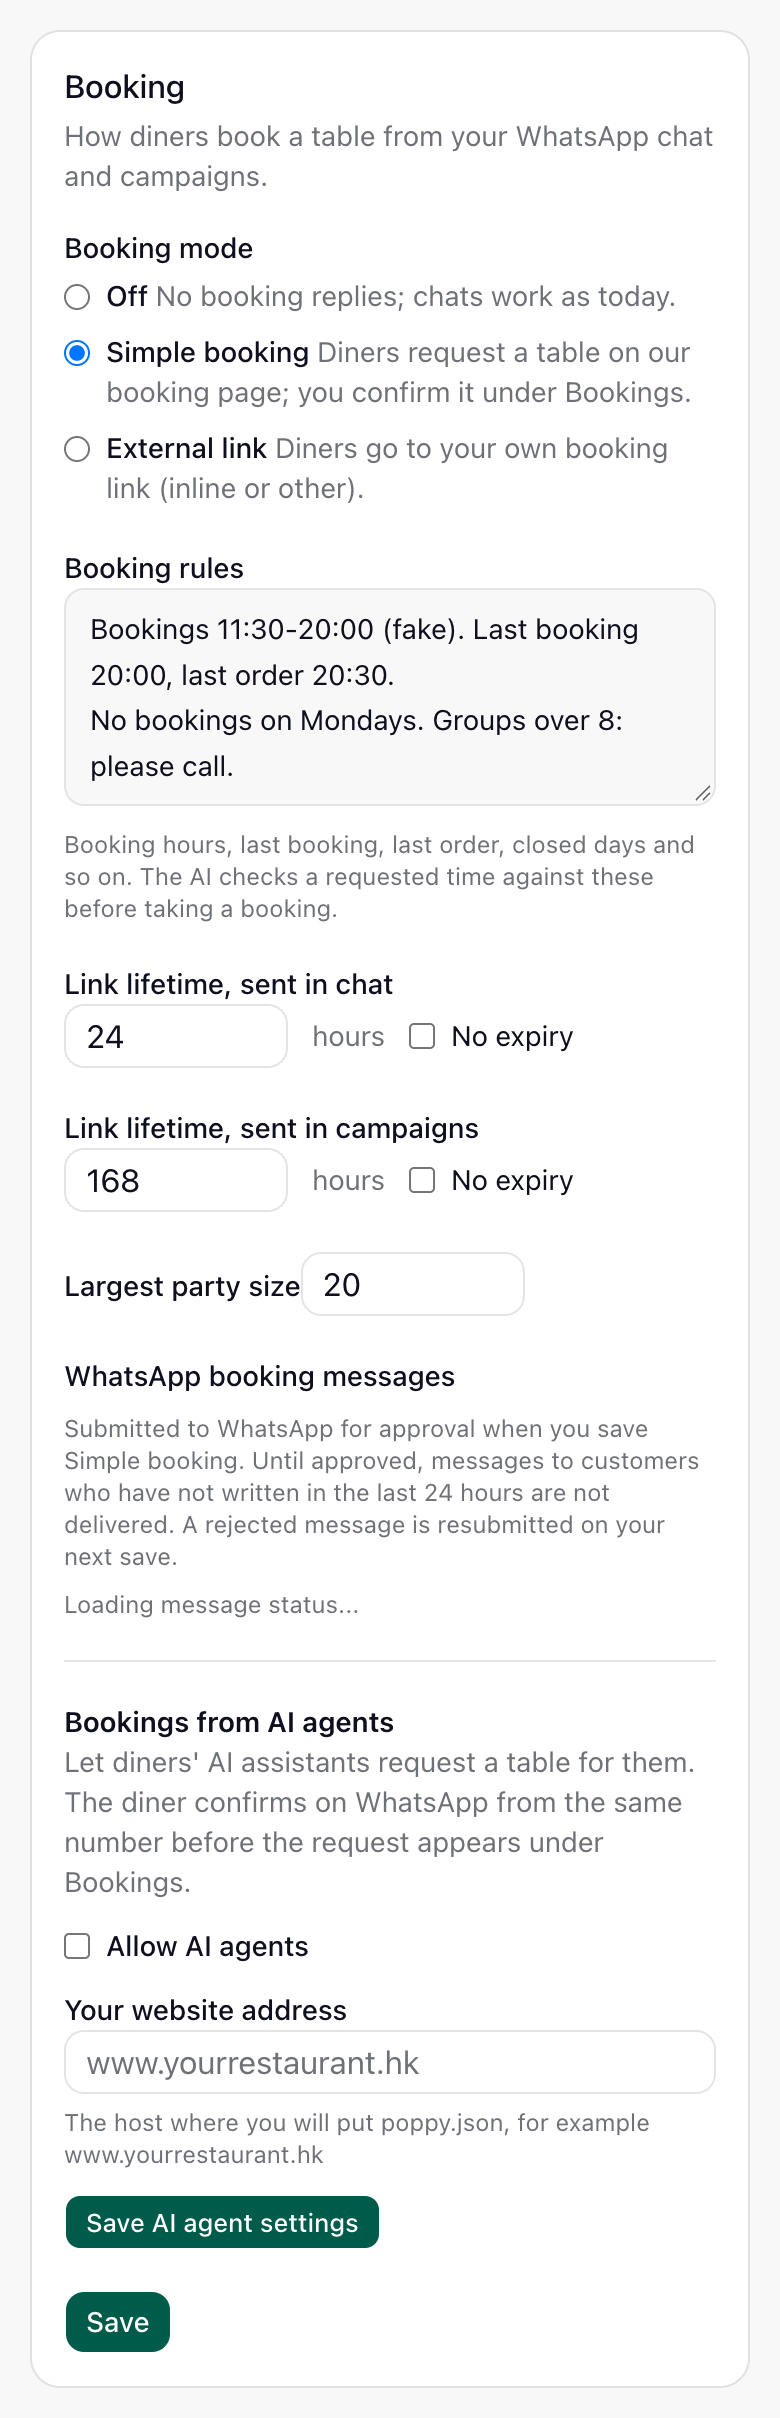 Booking
How diners book a table from your WhatsApp chat
and campaigns.
Booking mode
Off No booking replies; chats work as today.
Simple booking Diners request a table on our
booking page; you confirm it under Bookings.
External link Diners go to your own booking
link (inline or other).
Booking rules
Bookings 11:30-20:00 (fake). Last booking
20:00, last order 20:30.
No bookings on Mondays. Groups over 8:
please call.
Booking hours, last booking, last order, closed days and
so on. The AI checks a requested time against these
before taking a booking.
Link lifetime, sent in chat
24 hours No expiry
Link lifetime, sent in campaigns
168 hours No expiry
Largest party size 20
WhatsApp booking messages
Submitted to WhatsApp for approval when you save
Simple booking. Until approved, messages to customers
who have not written in the last 24 hours are not
delivered. A rejected message is resubmitted on your
next save.
Loading message status...
Bookings from AI agents
Let diners' AI assistants request a table for them.
The diner confirms on WhatsApp from the same
number before the request appears under
Bookings.
Allow AI agents
Your website address
www.yourrestaurant.hk
The host where you will put poppy.json, for example
www.yourrestaurant.hk
Save AI agent settings
Save